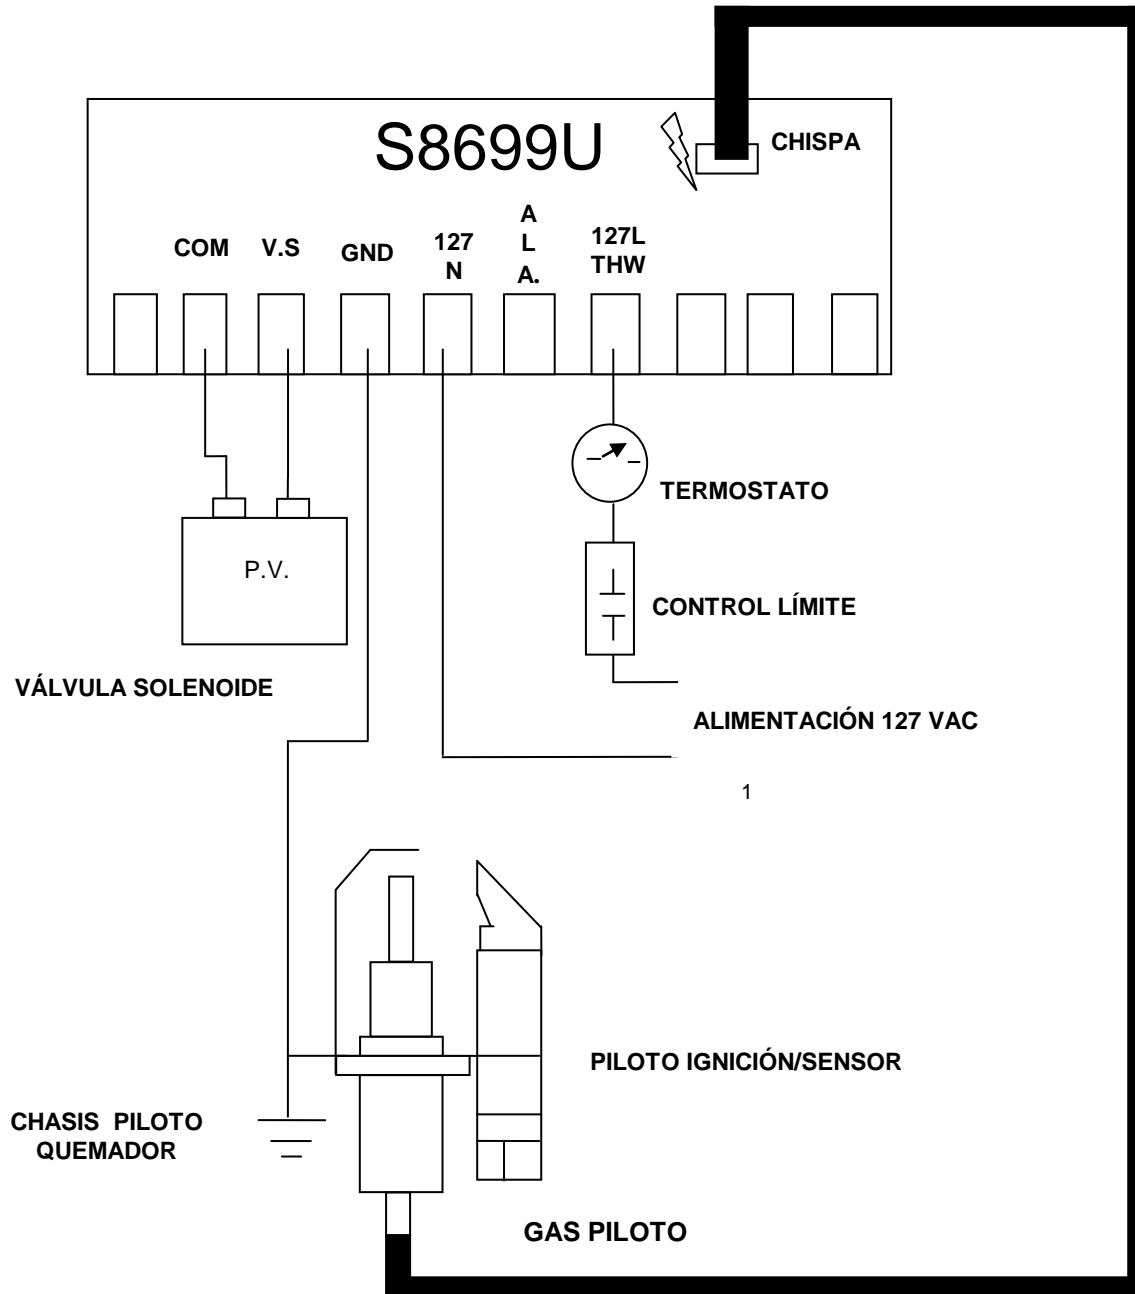 S8699U
CHISPA
COM
V.S
GND
127
N
A
L
A.
127L
THW
TERMOSTATO
P.V.
CONTROL LÍMITE
VÁLVULA SOLENOIDE
ALIMENTACIÓN 127 VAC
1
PILOTO IGNICIÓN/SENSOR
CHASIS PILOTO
QUEMADOR
GAS PILOTO